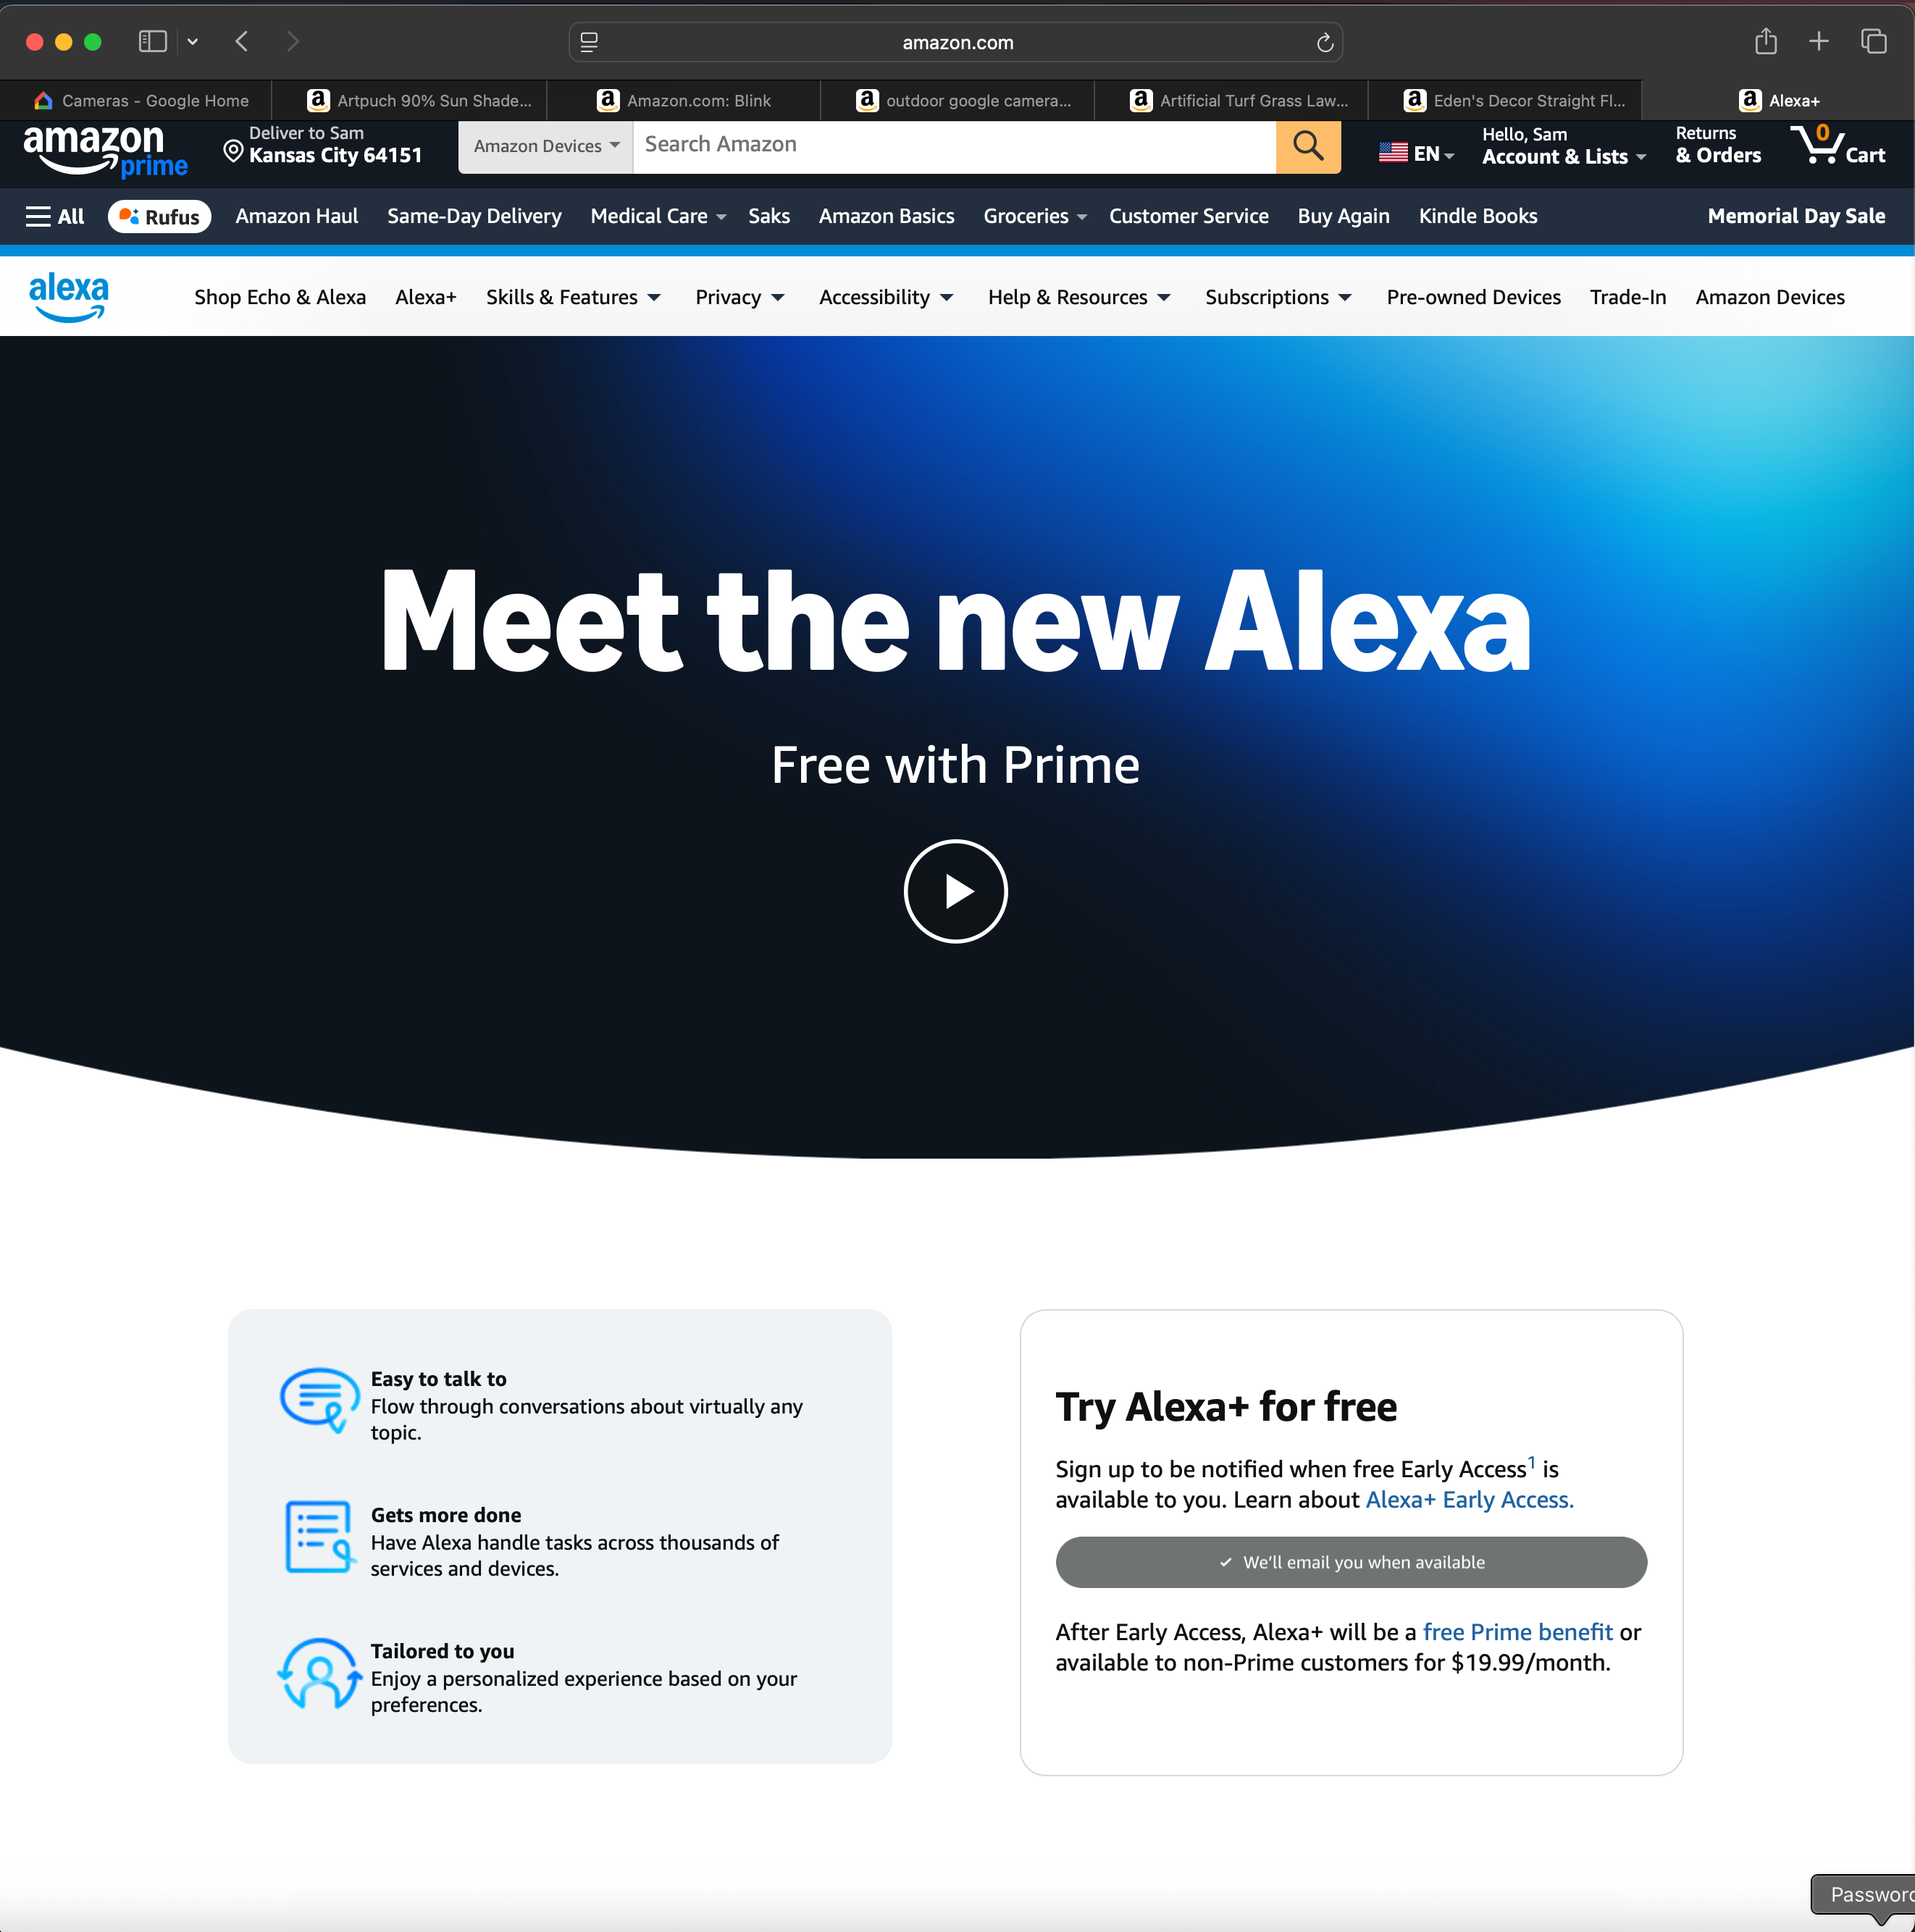 amazon.com
Cameras - Google Home
Artpuch 90% Sun Shade...
Amazon.com: Blink
outdoor google camera...
Artificial Turf Grass Law...
Eden's Decor Straight Fl...
Alexa+
amazon prime
Deliver to Sam
Kansas City 64151
Amazon Devices
Search Amazon
EN
Hello, Sam
Account & Lists
Returns
& Orders
0
Cart
All
Rufus
Amazon Haul
Same-Day Delivery
Medical Care
Saks
Amazon Basics
Groceries
Customer Service
Buy Again
Kindle Books
Memorial Day Sale
alexa
Shop Echo & Alexa
Alexa+
Skills & Features
Privacy
Accessibility
Help & Resources
Subscriptions
Pre-owned Devices
Trade-In
Amazon Devices
Meet the new Alexa
Free with Prime
Easy to talk to
Flow through conversations about virtually any
topic.
Gets more done
Have Alexa handle tasks across thousands of
services and devices.
Tailored to you
Enjoy a personalized experience based on your
preferences.
Try Alexa+ for free
Sign up to be notified when free Early Access¹ is
available to you. Learn about Alexa+ Early Access.
✓ We'll email you when available
After Early Access, Alexa+ will be a free Prime benefit or
available to non-Prime customers for $19.99/month.